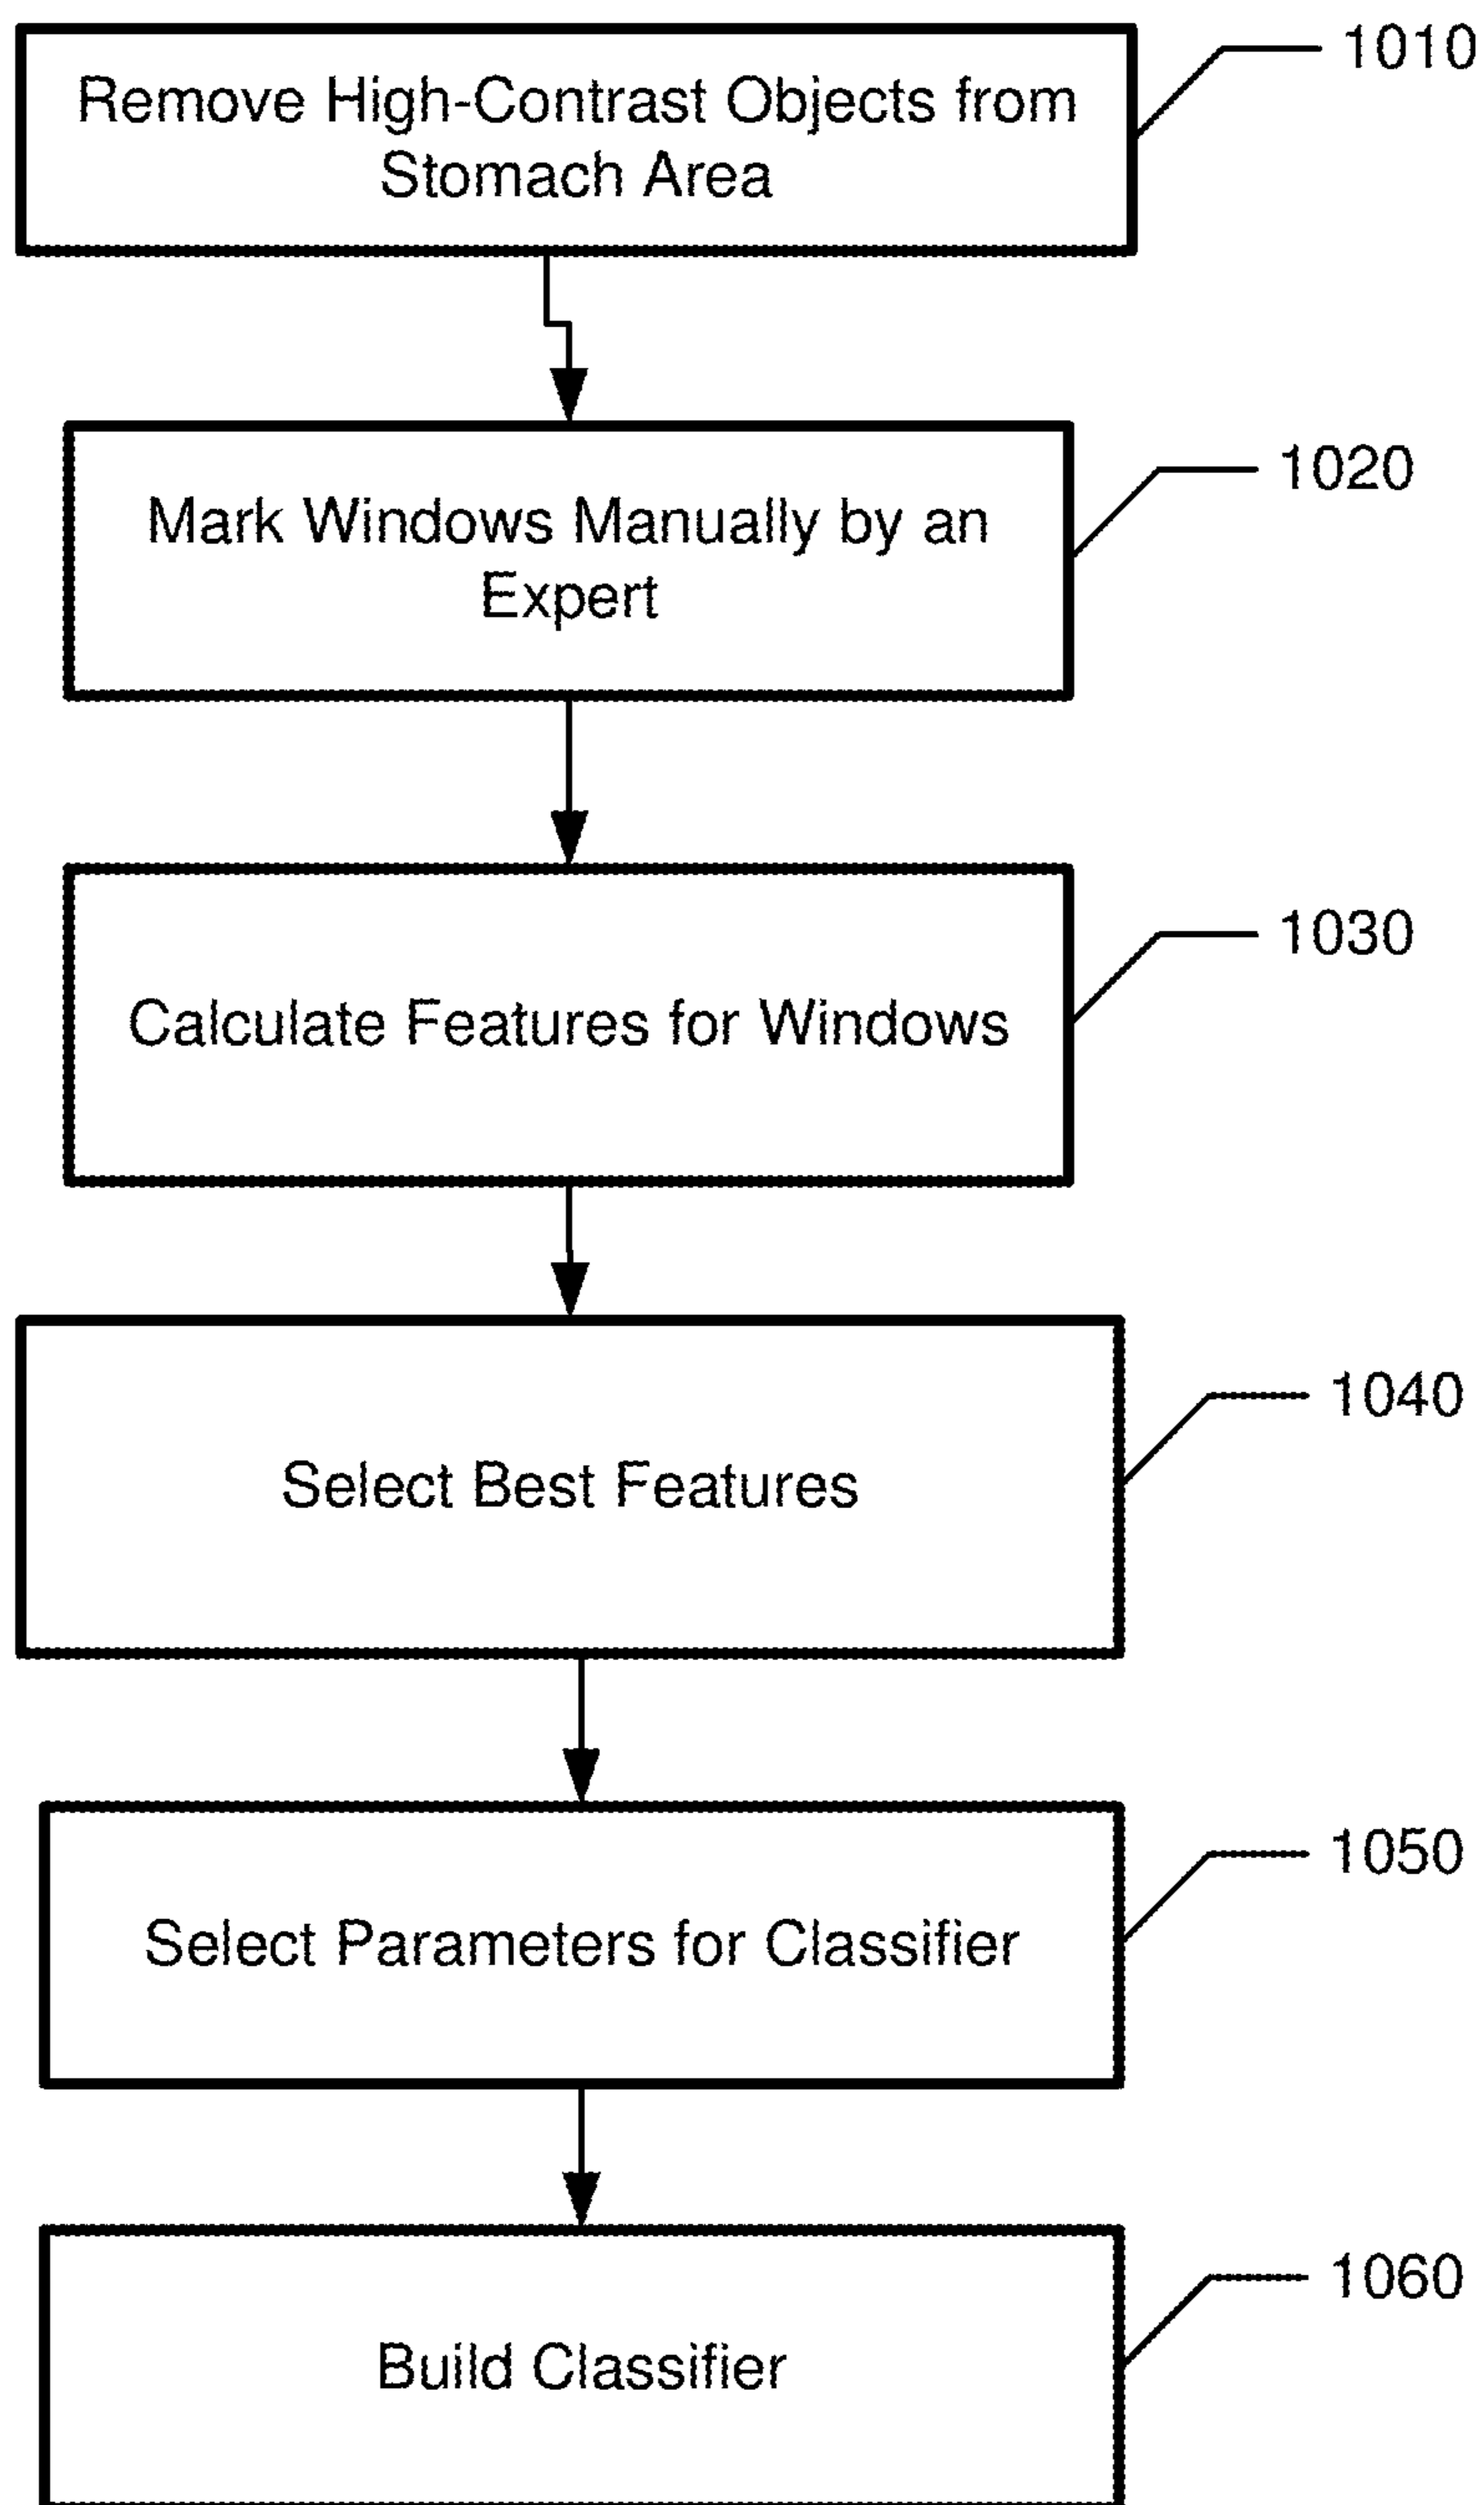 Remove High-Contrast Objects from
Stomach Area
1010
Mark Windows Manually by an
Expert
1020
Calculate Features for Windows
1030
Select Best Features
1040
Select Parameters for Classifier
1050
Build Classifier
1060